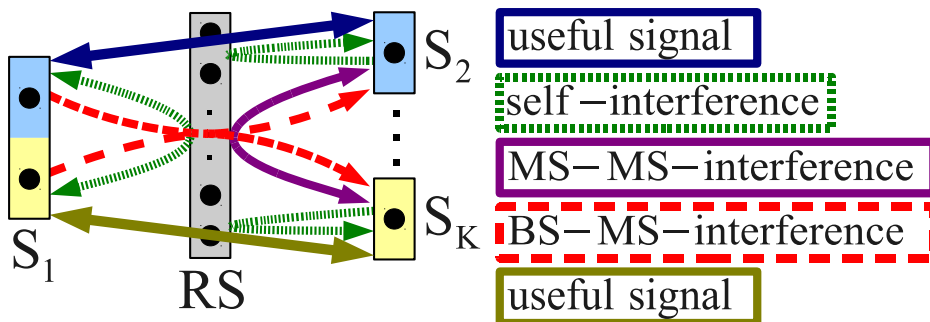 S1
RS
S2
SK
useful signal
self-interference
MS-MS-interference
BS-MS-interference
useful signal